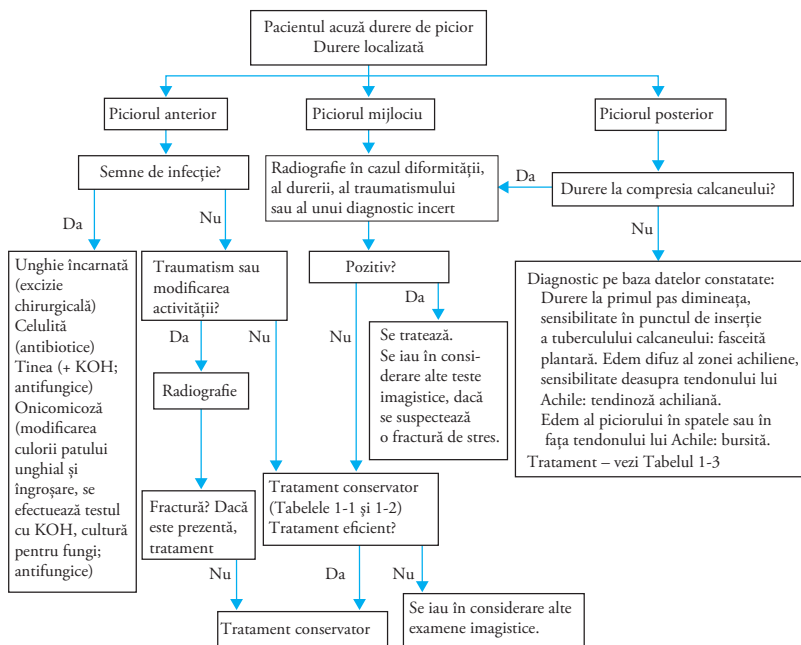 Pacientul acuză durere de picior
Durere localizată
Piciorul anterior
Piciorul mijlociu
Piciorul posterior
Semne de infecție?
Radiografie în cazul diformității,
al durerii, al traumatismului
sau al unui diagnostic incert
Da
Durere la compresia calcaneului?
Da
Nu
Nu
Unghie încarnată
(excizie
chirurgicală)
Celulită
(antibiotice)
Tinea (+ KOH;
antifungice)
Onicomicoză
(modificarea
culorii patului
unghial și
îngroșare, se
efectuează testul
cu KOH, cultură
pentru fungi;
antifungice)
Traumatism sau
modificarea
activității?
Pozitiv?
Diagnostic pe baza datelor constatate:
Durere la primul pas dimineața,
sensibilitate în punctul de inserție
a tuberculului calcaneului: fasceită
plantară. Edem difuz al zonei achiliene,
sensibilitate deasupra tendonului lui
Achile: tendinoză achiliană.
Edem al piciorului în spatele sau în
fața tendonului lui Achile: bursită.
Tratament – vezi Tabelul 1-3
Da
Nu
Nu
Da
Se tratează.
Se iau în consi-
derare alte teste
imagistice, dacă
se suspectează
o fractură de stres.
Radiografie
Fractură? Dacă
este prezentă,
tratament
Tratament conservator
(Tabelele 1-1 și 1-2)
Tratament eficient?
Nu
Da
Nu
Tratament conservator
Se iau în considerare alte
examene imagistice.